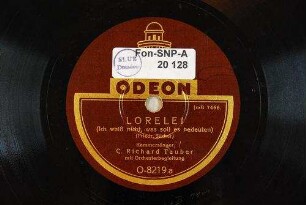 Fon-SNP-A
20 128
ODEON
LORELEI
(Ich weiß nicht, was soll es bedeuten)
Kammersänger
C. Richard Tauber
mit Orchesterbegleitung
O-8219 a